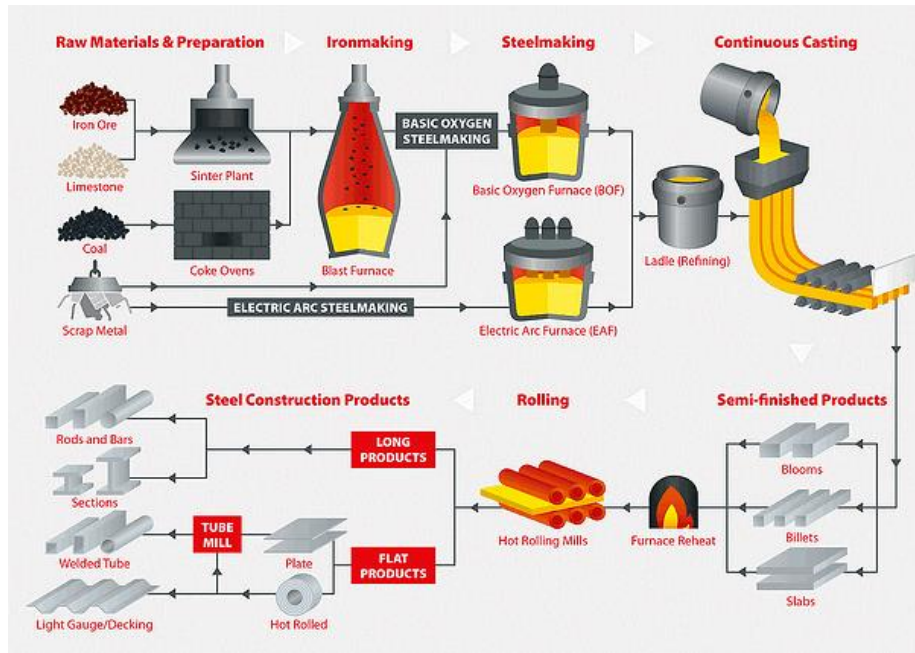 Raw Materials & Preparation
Ironmaking
Steelmaking
Continuous Casting
Iron Ore
Limestone
Sinter Plant
Coal
Coke Ovens
Scrap Metal
Blast Furnace
BASIC OXYGEN
STEELMAKING
ELECTRIC ARC STEELMAKING
Basic Oxygen Furnace (BOF)
Electric Arc Furnace (EAF)
Ladle (Refining)
Steel Construction Products
Rolling
Semi-finished Products
Rods and Bars
Sections
LONG
PRODUCTS
Welded Tube
TUBE
MILL
Plate
FLAT
PRODUCTS
Light Gauge/Decking
Hot Rolled
Hot Rolling Mills
Furnace Reheat
Blooms
Billets
Slabs